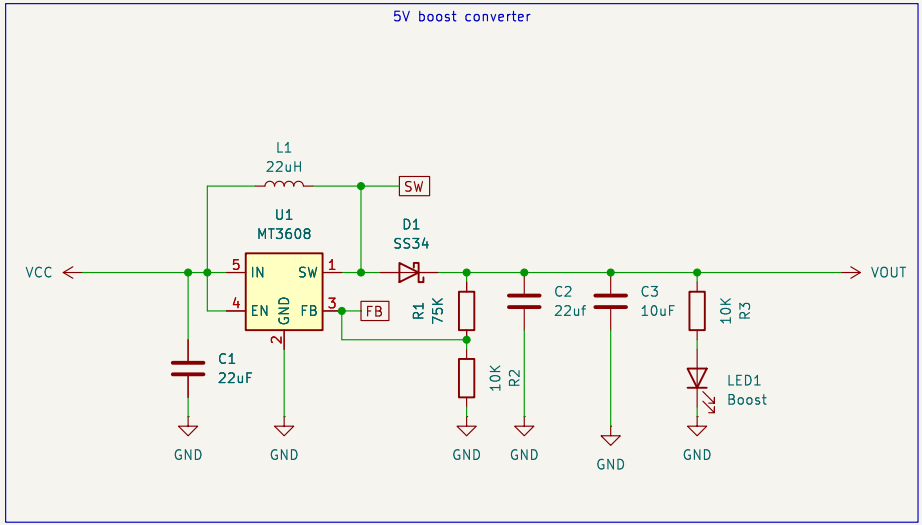 5V boost converter
L1
22uH
SW
U1
MT3608
D1
SS34
VCC
5
IN
SW
1
VOUT
4
EN
GND
FB
3
FB
2
R1
75K
C2
22uf
C3
10uF
10K
R3
C1
22uF
10K
R2
LED1
Boost
GND
GND
GND
GND
GND
GND